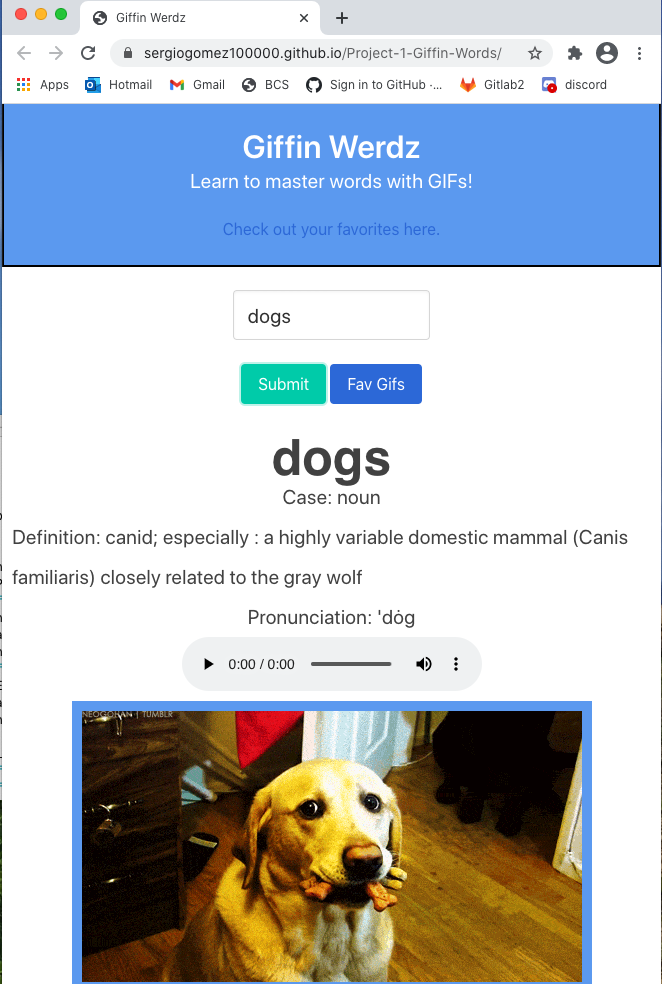 Giffin Werdz
sergiogomez100000.github.io/Project-1-Giffin-Words/
Apps Hotmail Gmail BCS Sign in to GitHub ·... Gitlab2 discord
Giffin Werdz
Learn to master words with GIFs!
Check out your favorites here.
dogs
Submit Fav Gifs
dogs
Case: noun
Definition: canid; especially : a highly variable domestic mammal (Canis
familiaris) closely related to the gray wolf
Pronunciation: 'dȯg
0:00 / 0:00
NEOGOHAN | TUMBLR